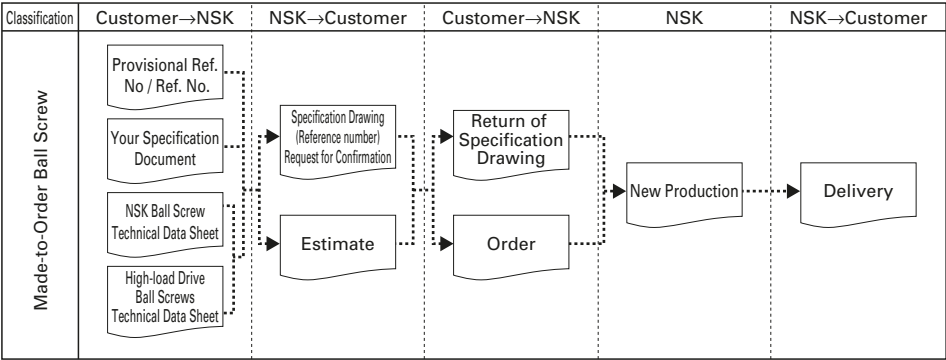 Classification
Customer→NSK
NSK→Customer
Customer→NSK
NSK
NSK→Customer
Made-to-Order Ball Screw
Provisional Ref.
No / Ref. No.
Your Specification
Document
NSK Ball Screw
Technical Data Sheet
High-load Drive
Ball Screws
Technical Data Sheet
Specification Drawing
(Reference number)
Request for Confirmation
Estimate
Return of
Specification
Drawing
Order
New Production
Delivery